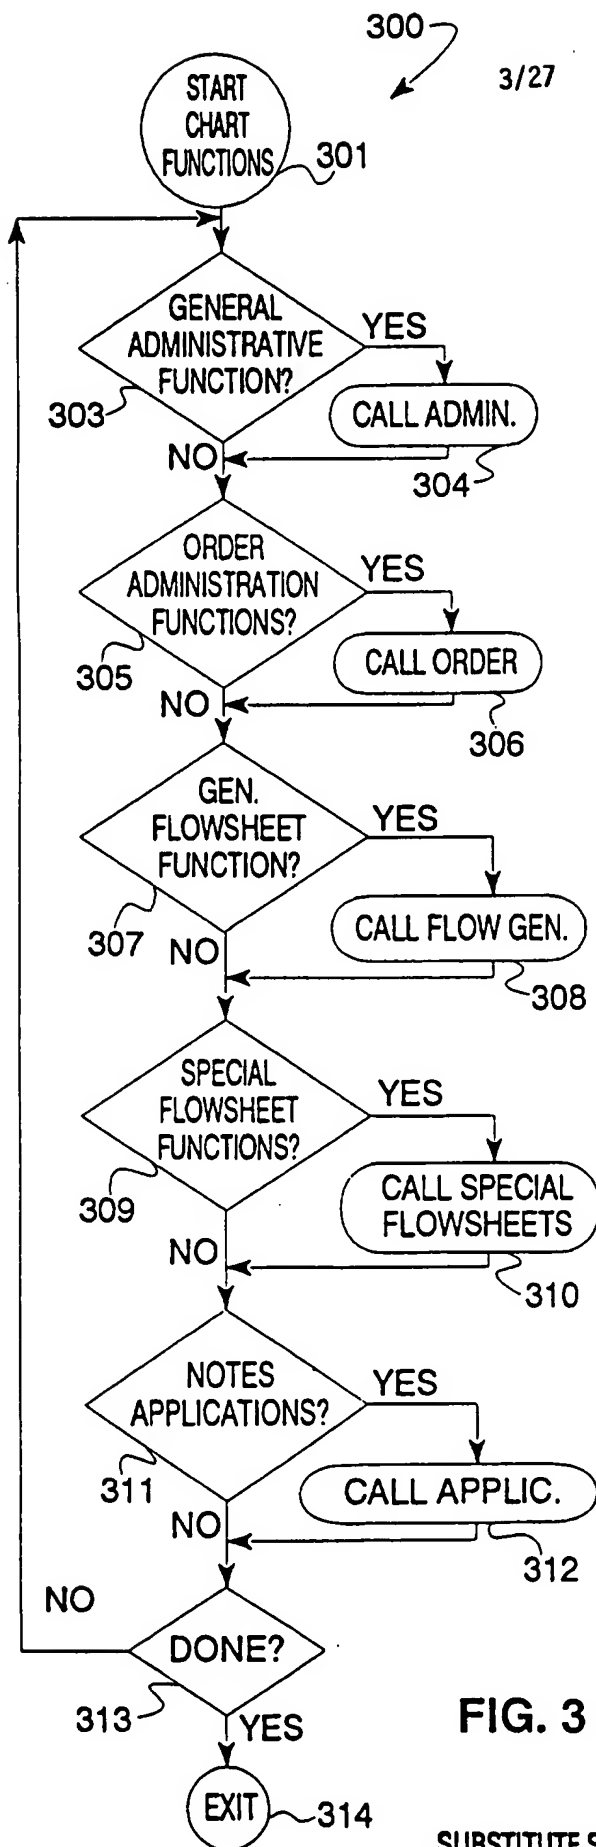 300
3/27
START
CHART
FUNCTIONS
301
GENERAL
ADMINISTRATIVE
FUNCTION?
YES
303
CALL ADMIN.
NO
304
ORDER
ADMINISTRATION
FUNCTIONS?
YES
305
CALL ORDER
NO
306
GEN.
FLOWSHEET
FUNCTION?
YES
307
CALL FLOW GEN.
NO
308
SPECIAL
FLOWSHEET
FUNCTIONS?
YES
309
CALL SPECIAL
FLOWSHEETS
NO
310
NOTES
APPLICATIONS?
YES
311
CALL APPLIC.
NO
312
NO
DONE?
313
YES
FIG. 3
EXIT
314
SUBSTITUTE S